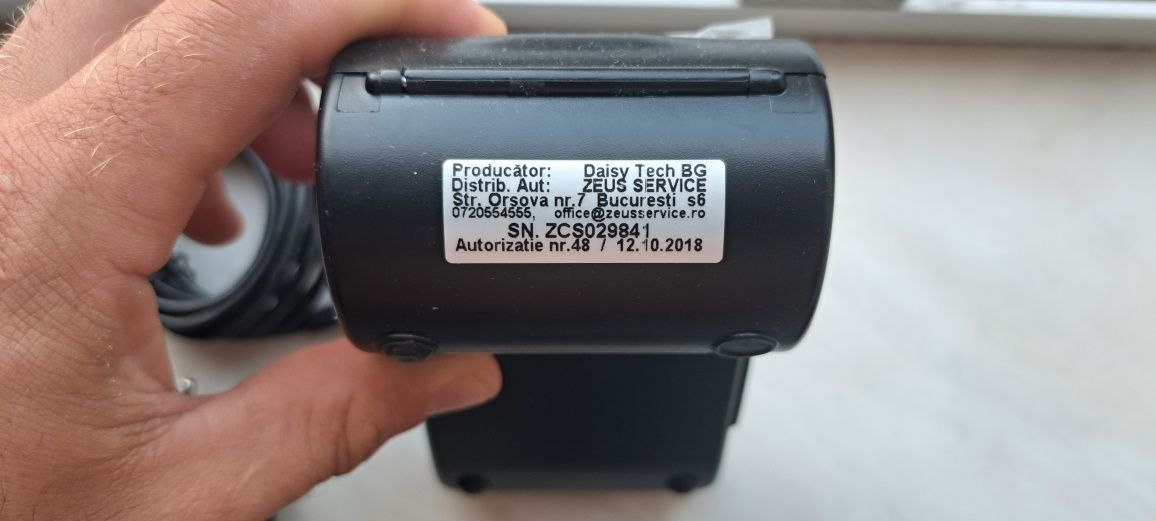 Producător: Daisy Tech BG
Distrib. Aut: ZEUS SERVICE
Str. Orsova nr.7 Bucuresti s6
0720554555, office@zeusservice.ro
SN. ZCS029841
Autorizatie nr.48 / 12.10.2018